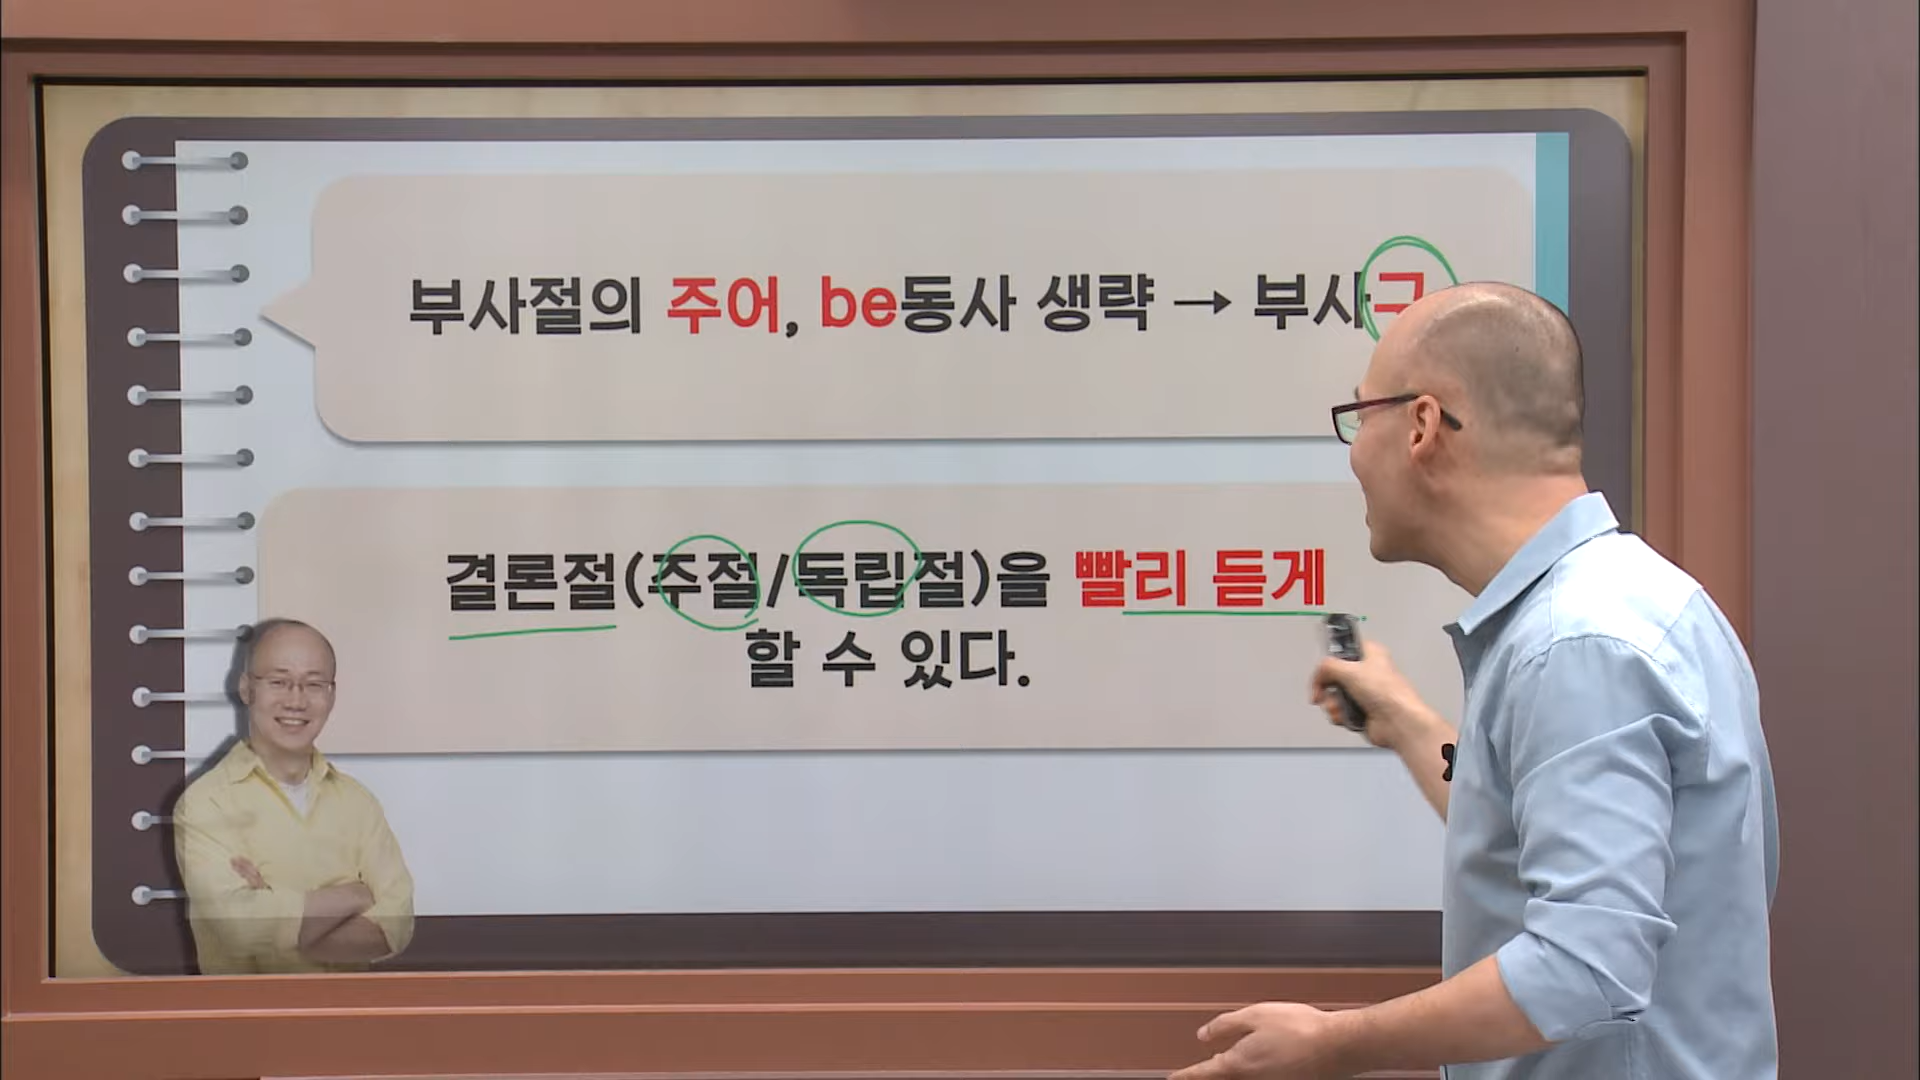 부사절의 주어, be동사 생략 → 부사구
결론절(주절/독립절)을 빨리 듣게
할 수 있다.